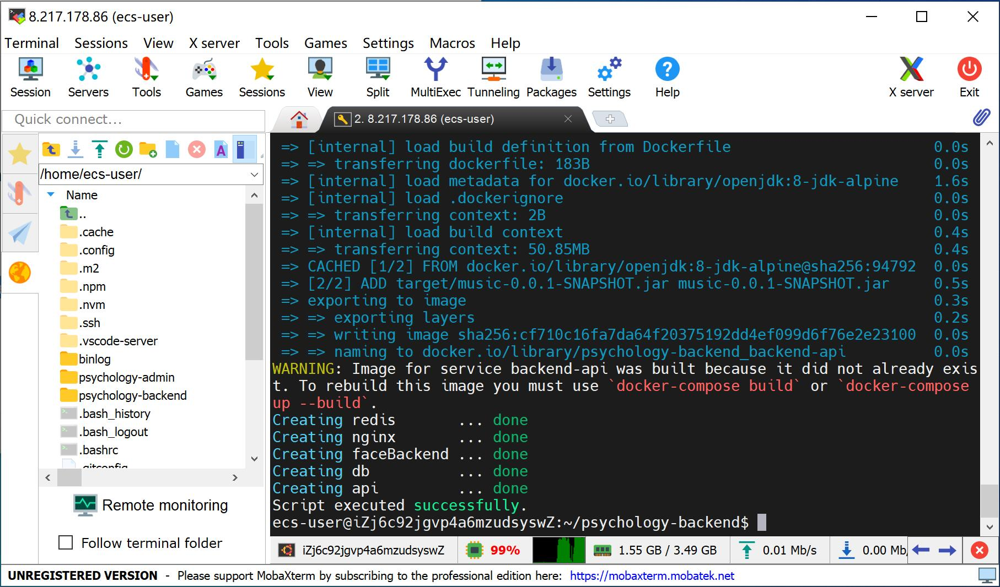 8.217.178.86 (ecs-user)
Terminal Sessions View X server Tools Games Settings Macros Help
Session Servers Tools Games Sessions View Split MultiExec Tunneling Packages Settings Help X server Exit
Quick connect...
2. 8.217.178.86 (ecs-user)
/home/ecs-user/
Name
..
.cache
.config
.m2
.npm
.nvm
.ssh
.vscode-server
binlog
psychology-admin
psychology-backend
.bash_history
.bash_logout
.bashrc
.gitconfig
Remote monitoring
Follow terminal folder
=> [internal] load build definition from Dockerfile 0.0s
=> => transferring dockerfile: 183B 0.0s
=> [internal] load metadata for docker.io/library/openjdk:8-jdk-alpine 1.6s
=> [internal] load .dockerignore 0.0s
=> => transferring context: 2B 0.0s
=> [internal] load build context 0.4s
=> => transferring context: 50.85MB 0.4s
=> CACHED [1/2] FROM docker.io/library/openjdk:8-jdk-alpine@sha256:94792 0.0s
=> [2/2] ADD target/music-0.0.1-SNAPSHOT.jar music-0.0.1-SNAPSHOT.jar 0.5s
=> exporting to image 0.3s
=> => exporting layers 0.2s
=> => writing image sha256:cf710c16fa7da64f20375192dd4ef099d6f76e2e23100 0.0s
=> => naming to docker.io/library/psychology-backend_backend-api 0.0s
WARNING: Image for service backend-api was built because it did not already exis
t. To rebuild this image you must use `docker-compose build` or `docker-compose
up --build`.
Creating redis ... done
Creating nginx ... done
Creating faceBackend ... done
Creating db ... done
Creating api ... done
Script executed successfully.
ecs-user@iZj6c92jgvp4a6mzudsyswZ:~/psychology-backend$
iZj6c92jgvp4a6mzudsyswZ 99% 1.55 GB / 3.49 GB 0.01 Mb/s 0.00 Mb/
UNREGISTERED VERSION - Please support MobaXterm by subscribing to the professional edition here: https://mobaxterm.mobatek.net